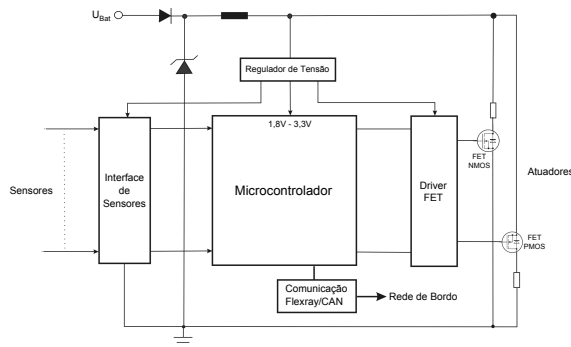 UBat
Regulador de Tensão
1,8V - 3,3V
Sensores
Interface
de
Sensores
Microcontrolador
Driver
FET
FET
NMOS
Atuadores
FET
PMOS
Comunicação
Flexray/CAN
Rede de Bordo